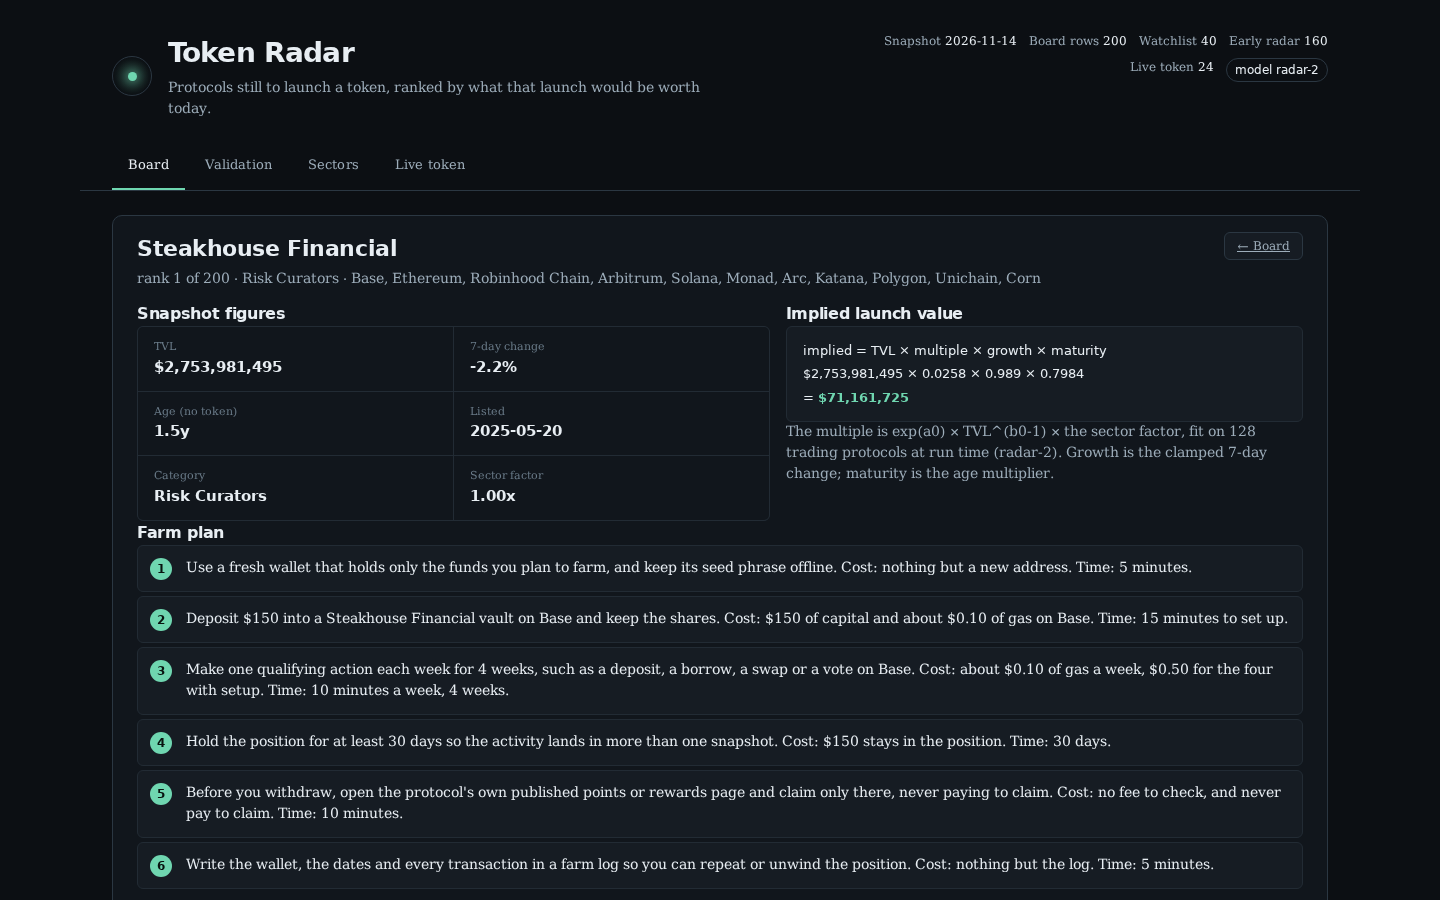 Token Radar
Protocols still to launch a token, ranked by what that launch would be worth
today.
Snapshot 2026-11-14 Board rows 200 Watchlist 40 Early radar 160
Live token 24 model radar-2
Board Validation Sectors Live token
Steakhouse Financial
← Board
rank 1 of 200 · Risk Curators · Base, Ethereum, Robinhood Chain, Arbitrum, Solana, Monad, Arc, Katana, Polygon, Unichain, Corn
Snapshot figures
TVL
$2,753,981,495
7-day change
-2.2%
Age (no token)
1.5y
Listed
2025-05-20
Category
Risk Curators
Sector factor
1.00x
Implied launch value
implied = TVL × multiple × growth × maturity
$2,753,981,495 × 0.0258 × 0.989 × 0.7984
= $71,161,725
The multiple is exp(a0) × TVL^(b0-1) × the sector factor, fit on 128
trading protocols at run time (radar-2). Growth is the clamped 7-day
change; maturity is the age multiplier.
Farm plan
1 Use a fresh wallet that holds only the funds you plan to farm, and keep its seed phrase offline. Cost: nothing but a new address. Time: 5 minutes.
2 Deposit $150 into a Steakhouse Financial vault on Base and keep the shares. Cost: $150 of capital and about $0.10 of gas on Base. Time: 15 minutes to set up.
3 Make one qualifying action each week for 4 weeks, such as a deposit, a borrow, a swap or a vote on Base. Cost: about $0.10 of gas a week, $0.50 for the four
with setup. Time: 10 minutes a week, 4 weeks.
4 Hold the position for at least 30 days so the activity lands in more than one snapshot. Cost: $150 stays in the position. Time: 30 days.
5 Before you withdraw, open the protocol's own published points or rewards page and claim only there, never paying to claim. Cost: no fee to check, and never
pay to claim. Time: 10 minutes.
6 Write the wallet, the dates and every transaction in a farm log so you can repeat or unwind the position. Cost: nothing but the log. Time: 5 minutes.